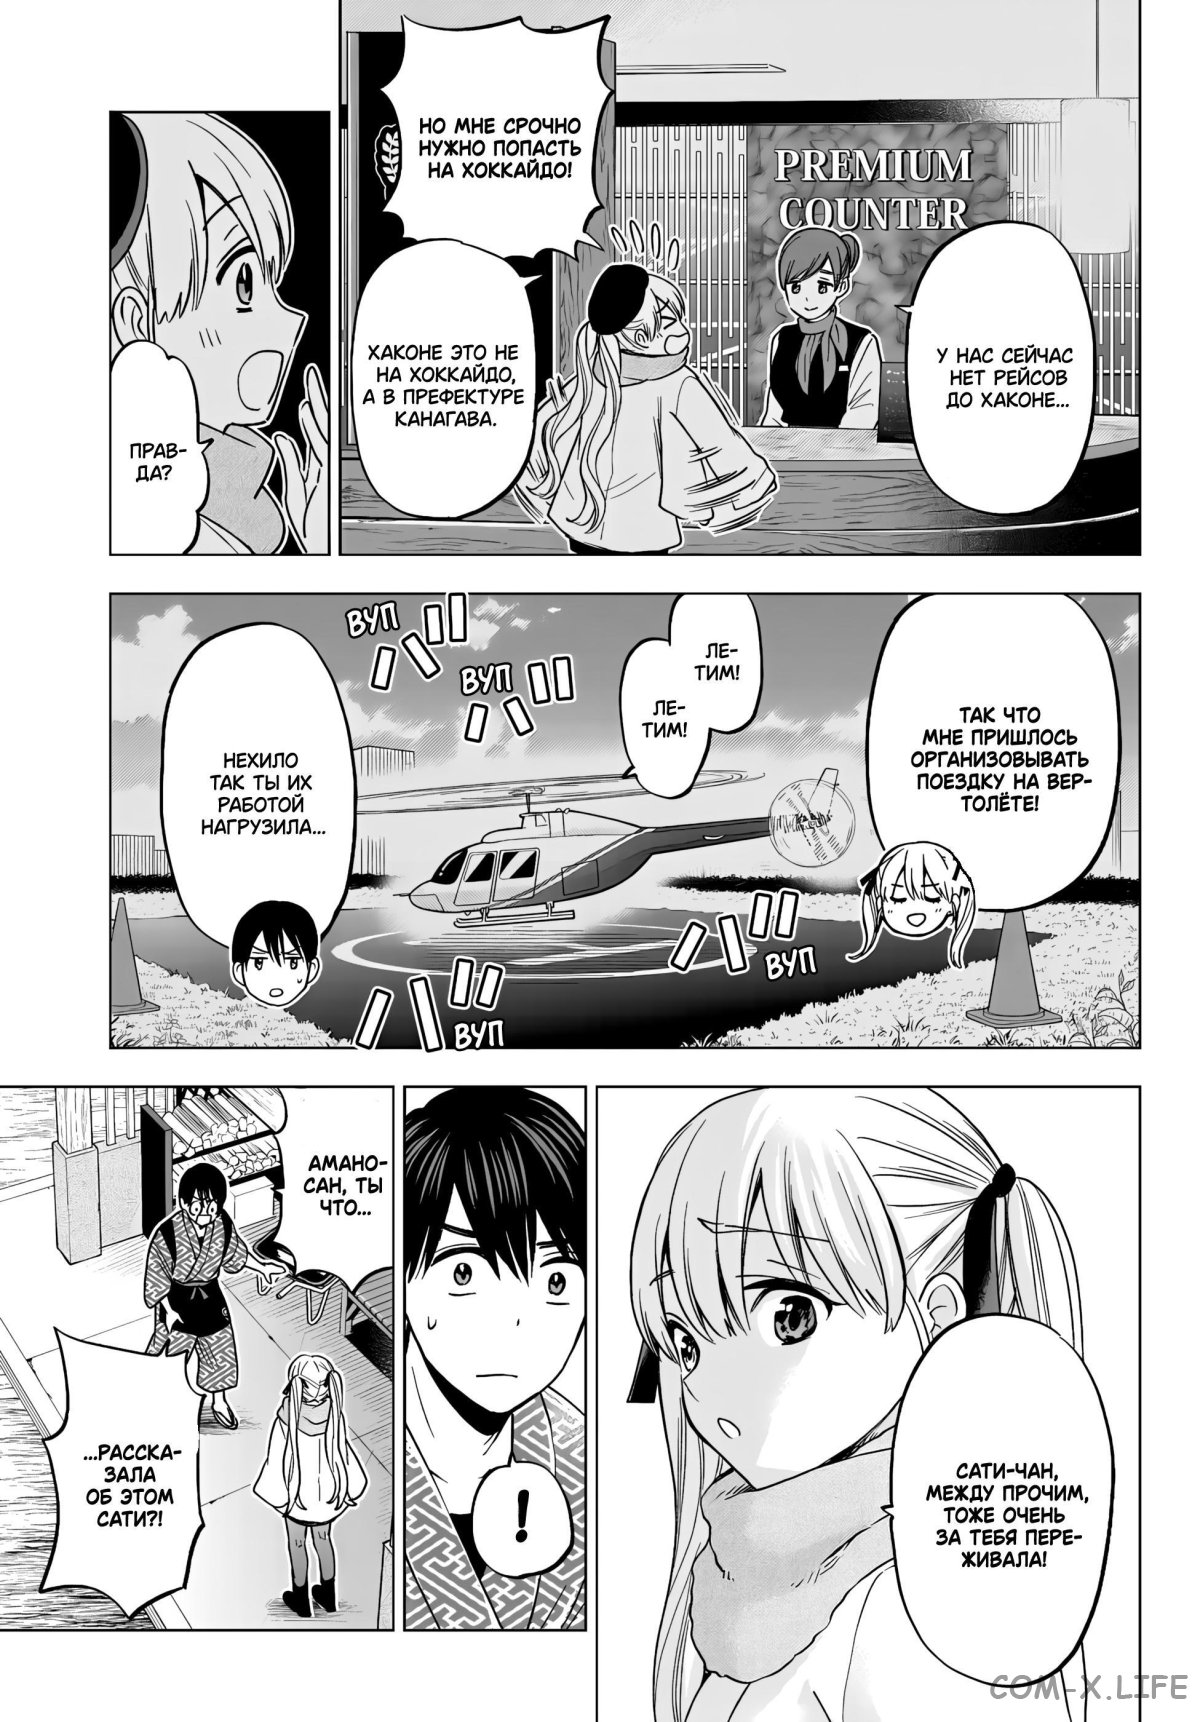 PREMIUM
COUNTER
У НАС СЕЙЧАС
НЕТ РЕЙСОВ
ДО ХАКОНЕ...
НО МНЕ СРОЧНО
НУЖНО ПОПАСТЬ
НА ХОККАЙДО!
ХАКОНЕ ЭТО НЕ
НА ХОККАЙДО,
А В ПРЕФЕКТУРЕ
КАНАГАВА.
ПРАВ-
ДА?
ТАК ЧТО
МНЕ ПРИШЛОСЬ
ОРГАНИЗОВЫВАТЬ
ПОЕЗДКУ НА ВЕР-
ТОЛЁТЕ!
ЛЕ-
ТИМ!
ЛЕ-
ТИМ!
ВУП
ВУП
ВУП
ВУП
НЕХИЛО
ТАК ТЫ ИХ
РАБОТОЙ
НАГРУЗИЛА...
САТИ-ЧАН,
МЕЖДУ ПРОЧИМ,
ТОЖЕ ОЧЕНЬ
ЗА ТЕБЯ ПЕРЕ-
ЖИВАЛА!
!
АМАНО-
САН, ТЫ
ЧТО...
...РАССКА-
ЗАЛА
ОБ ЭТОМ
САТИ?!
COM-X.LIFE